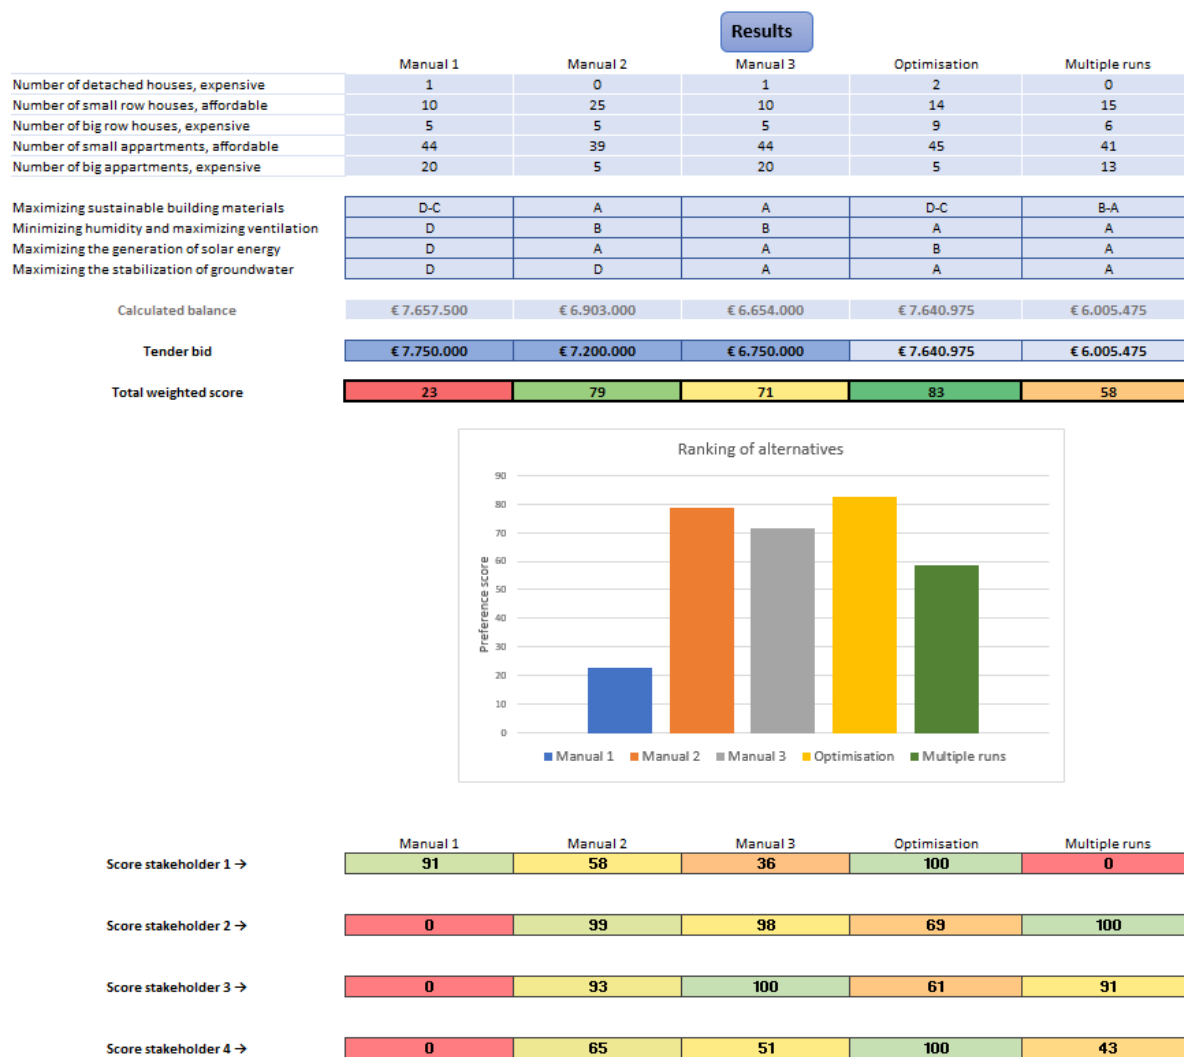 Results
Manual 1 Manual 2 Manual 3 Optimisation Multiple runs
Number of detached houses, expensive 1 0 1 2 0
Number of small row houses, affordable 10 25 10 14 15
Number of big row houses, expensive 5 5 5 9 6
Number of small appartments, affordable 44 39 44 45 41
Number of big appartments, expensive 20 5 20 5 13
Maximizing sustainable building materials D-C A A D-C B-A
Minimizing humidity and maximizing ventilation D B B A A
Maximizing the generation of solar energy D A A B A
Maximizing the stabilization of groundwater D D A A A
Calculated balance € 7.657.500 € 6.903.000 € 6.654.000 € 7.640.975 € 6.005.475
Tender bid € 7.750.000 € 7.200.000 € 6.750.000 € 7.640.975 € 6.005.475
Total weighted score 23 79 71 83 58
Ranking of alternatives
90
80
70
60
50
40
30
20
10
0
Preference score
Manual 1 Manual 2 Manual 3 Optimisation Multiple runs
Manual 1 Manual 2 Manual 3 Optimisation Multiple runs
Score stakeholder 1 → 91 58 36 100 0
Score stakeholder 2 → 0 99 98 69 100
Score stakeholder 3 → 0 93 100 61 91
Score stakeholder 4 → 0 65 51 100 43